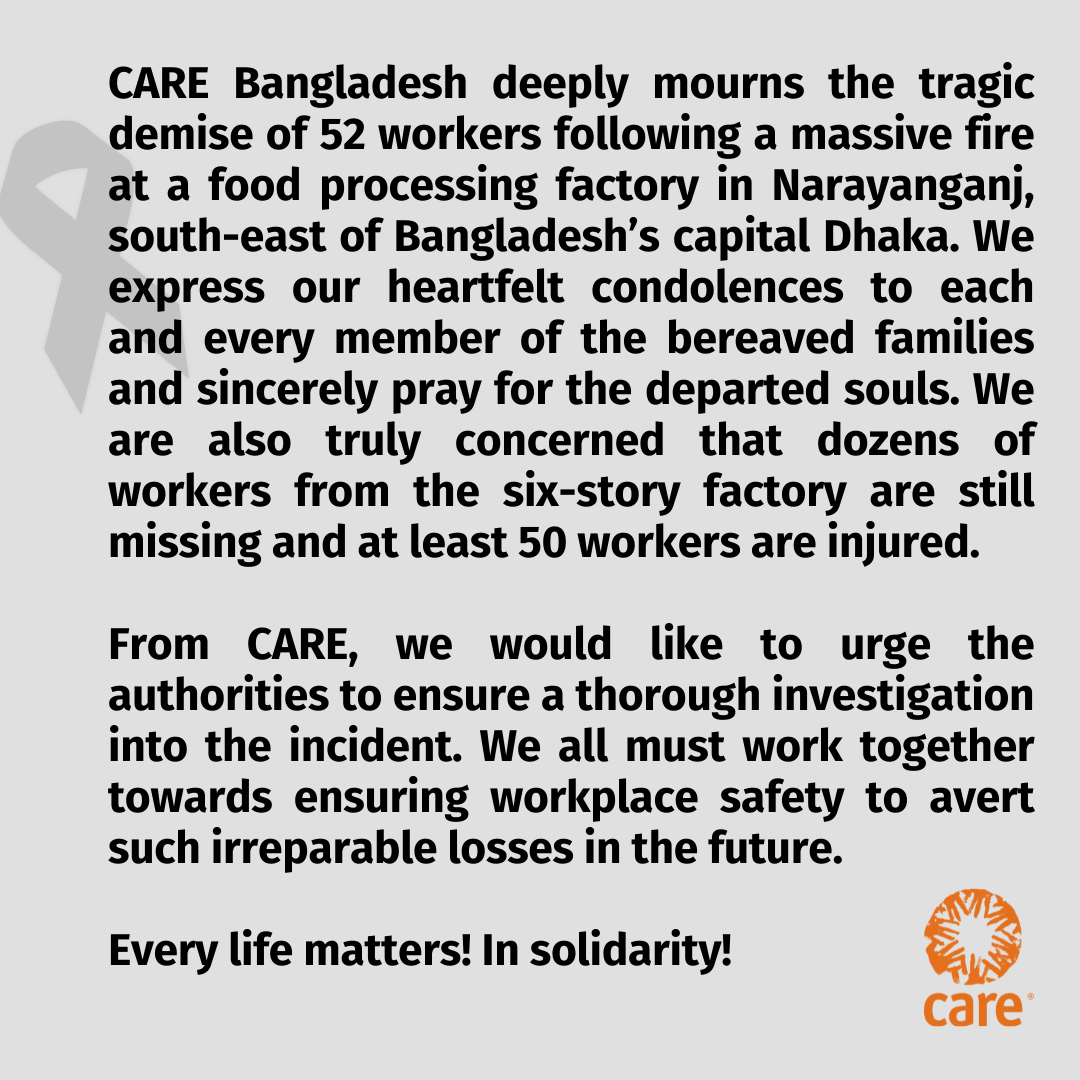 CARE Bangladesh deeply mourns the tragic
demise of 52 workers following a massive fire
at a food processing factory in Narayanganj,
south-east of Bangladesh’s capital Dhaka. We
express our heartfelt condolences to each
and every member of the bereaved families
and sincerely pray for the departed souls. We
are also truly concerned that dozens of
workers from the six-story factory are still
missing and at least 50 workers are injured.
From CARE, we would like to urge the
authorities to ensure a thorough investigation
into the incident. We all must work together
towards ensuring workplace safety to avert
such irreparable losses in the future.
Every life matters! In solidarity!
care®